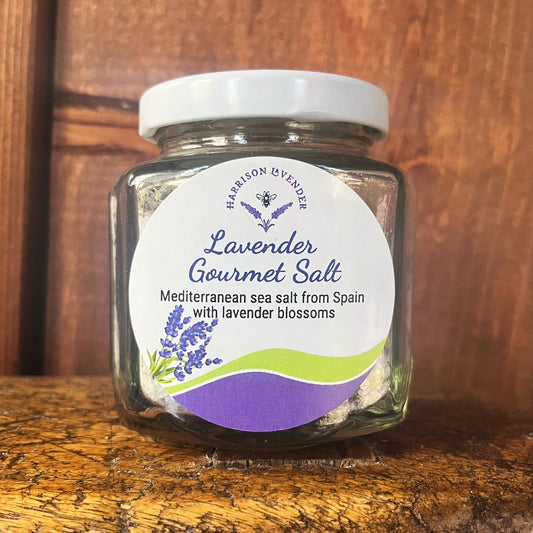 HARRISON LAVENDER
Lavender
Gourmet Salt
Mediterranean sea salt from Spain
with lavender blossoms